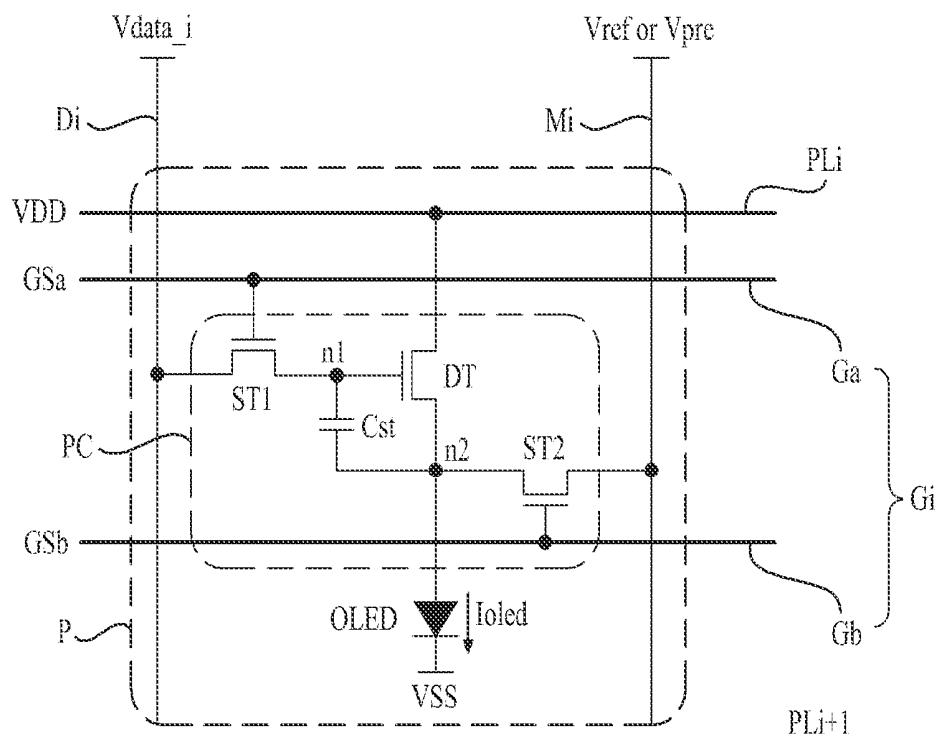 Vdata_i
Vref or Vpre
Di
Mi
PLi
VDD
GSa
n1
DT
Ga
ST1
Cst
PC
n2
ST2
Gi
GSb
OLED
Ioled
P
Gb
VSS
PLi+1